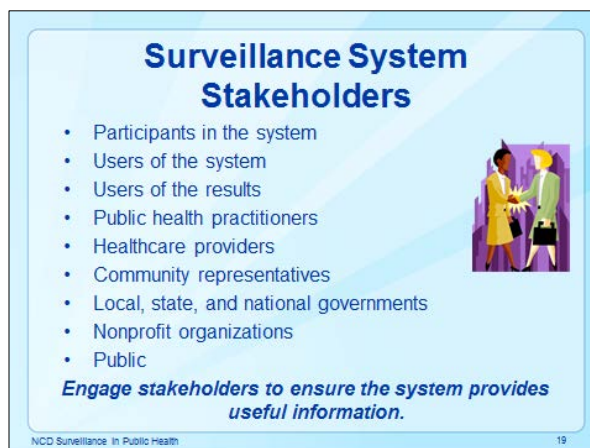 Surveillance System
Stakeholders
• Participants in the system
• Users of the system
• Users of the results
• Public health practitioners
• Healthcare providers
• Community representatives
• Local, state, and national governments
• Nonprofit organizations
• Public
Engage stakeholders to ensure the system provides
useful information.
NCD Surveillance in Public Health 19